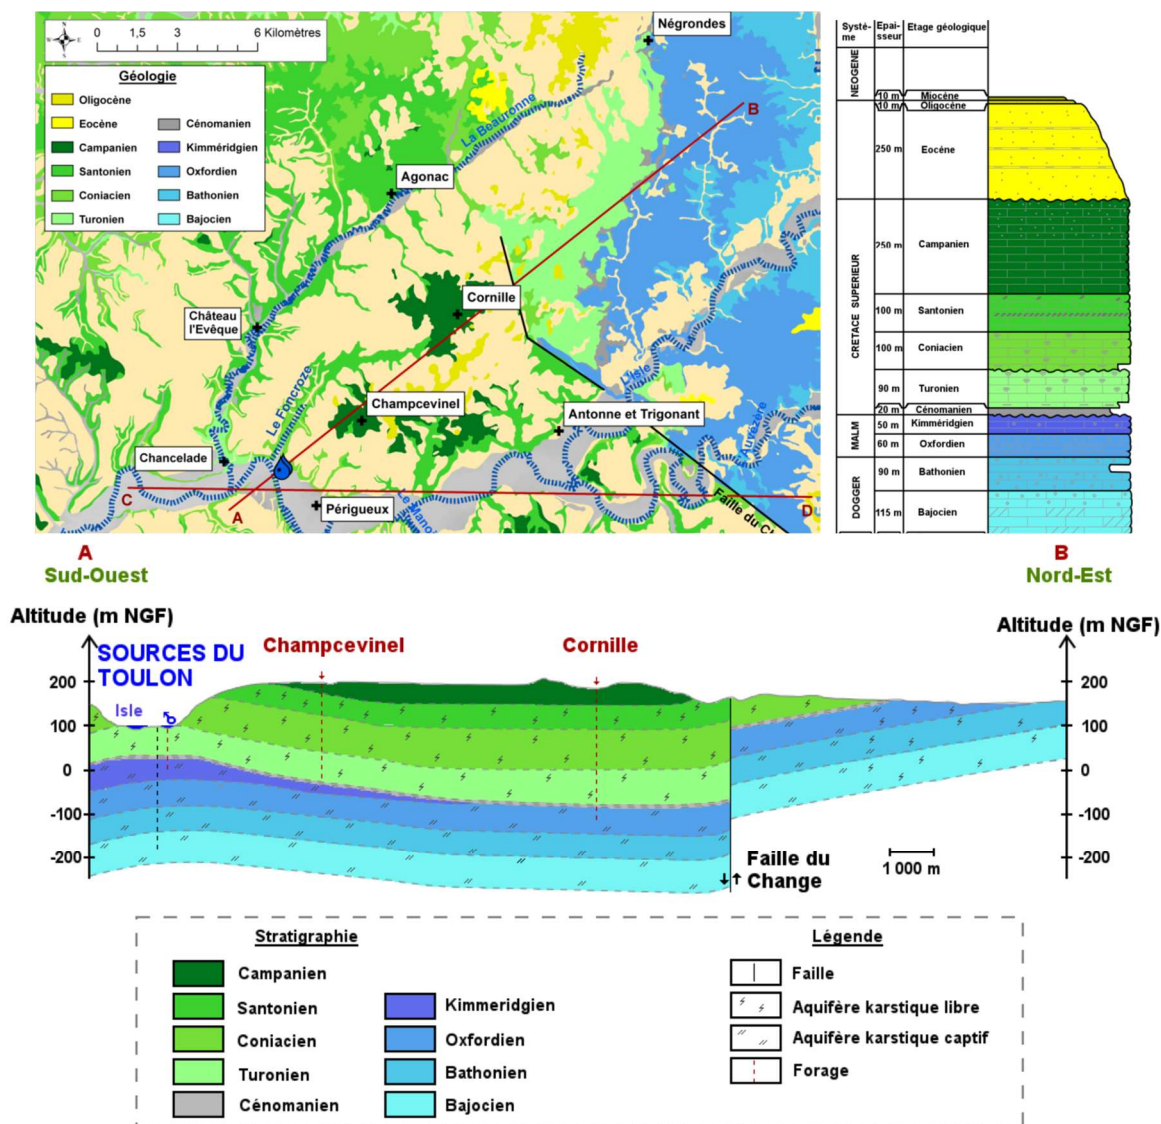 N
0 1,5 3 6 Kilomètres
Géologie
Oligocène
Eocène
Campanien
Santonien
Coniacien
Turonien
Cénomanien
Kimméridgien
Oxfordien
Bathonien
Bajocien
Négrondes
La Beauronne
Agonac
B
Cornille
Château
l'Evêque
Le Foncroze
L'Isle
Champcevinel
Antonne et Trigonant
L'Auvézère
Chancelade
C
A
Périgueux
Manoi
Faille du C
D
Systé-
me
Epai-
sseur
Etage géologique
NEOGENE
10 m Miocène
10 m Oligocène
250 m Eocène
CRETACE SUPERIEUR
250 m Campanien
100 m Santonien
100 m Coniacien
90 m Turonien
20 m Cénomanien
MALM
50 m Kimméridgien
60 m Oxfordien
DOGGER
90 m Bathonien
115 m Bajocien
A
Sud-Ouest
B
Nord-Est
Altitude (m NGF)
Altitude (m NGF)
SOURCES DU
TOULON
Champcevinel
Cornille
Isle
200
100
0
-100
-200
200
100
0
-100
-200
Faille du
Change
1 000 m
Stratigraphie
Campanien
Santonien
Coniacien
Turonien
Cénomanien
Kimmeridgien
Oxfordien
Bathonien
Bajocien
Légende
Faille
Aquifère karstique libre
Aquifère karstique captif
Forage